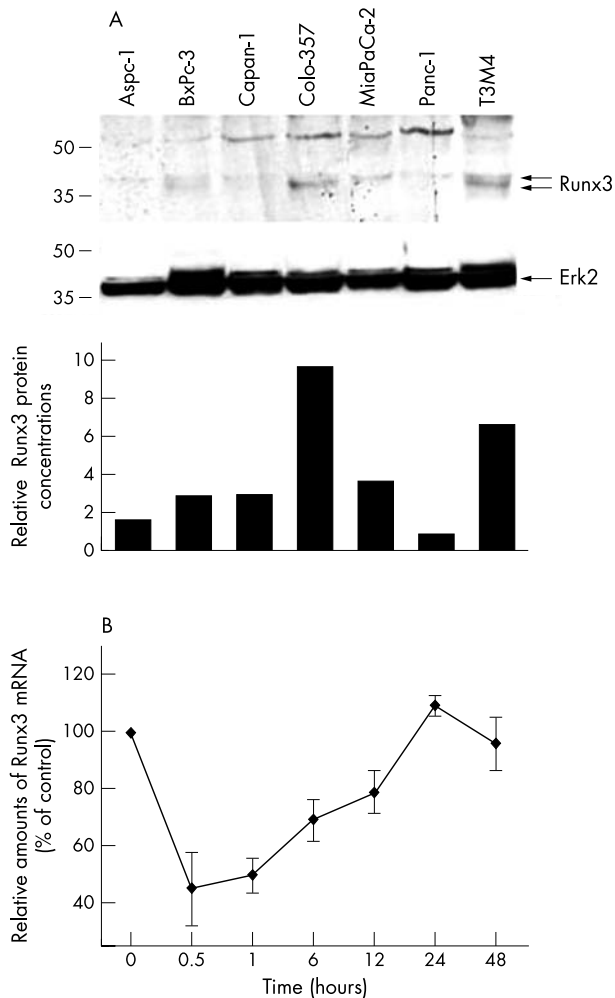 A
Aspc-1
BxPc-3
Capan-1
Colo-357
MiaPaCa-2
Panc-1
T3M4
50
35
Runx3
50
35
Erk2
Relative Runx3 protein
concentrations
10
8
6
4
2
0
B
Relative amounts of Runx3 mRNA
(% of control)
120
100
80
60
40
0 0.5 1 6 12 24 48
Time (hours)